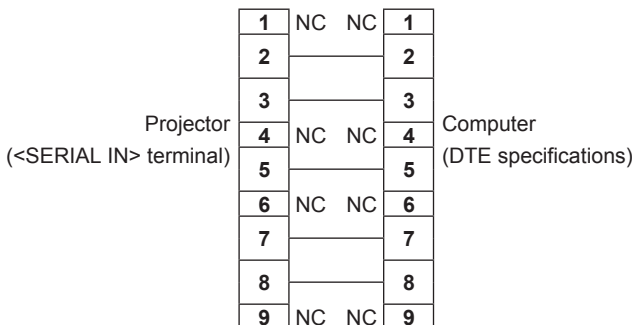 1 NC NC 1
2 2
3 3
Projector
(<SERIAL IN> terminal)
4 NC NC 4
Computer
(DTE specifications)
5 5
6 NC NC 6
7 7
8 8
9 NC NC 9